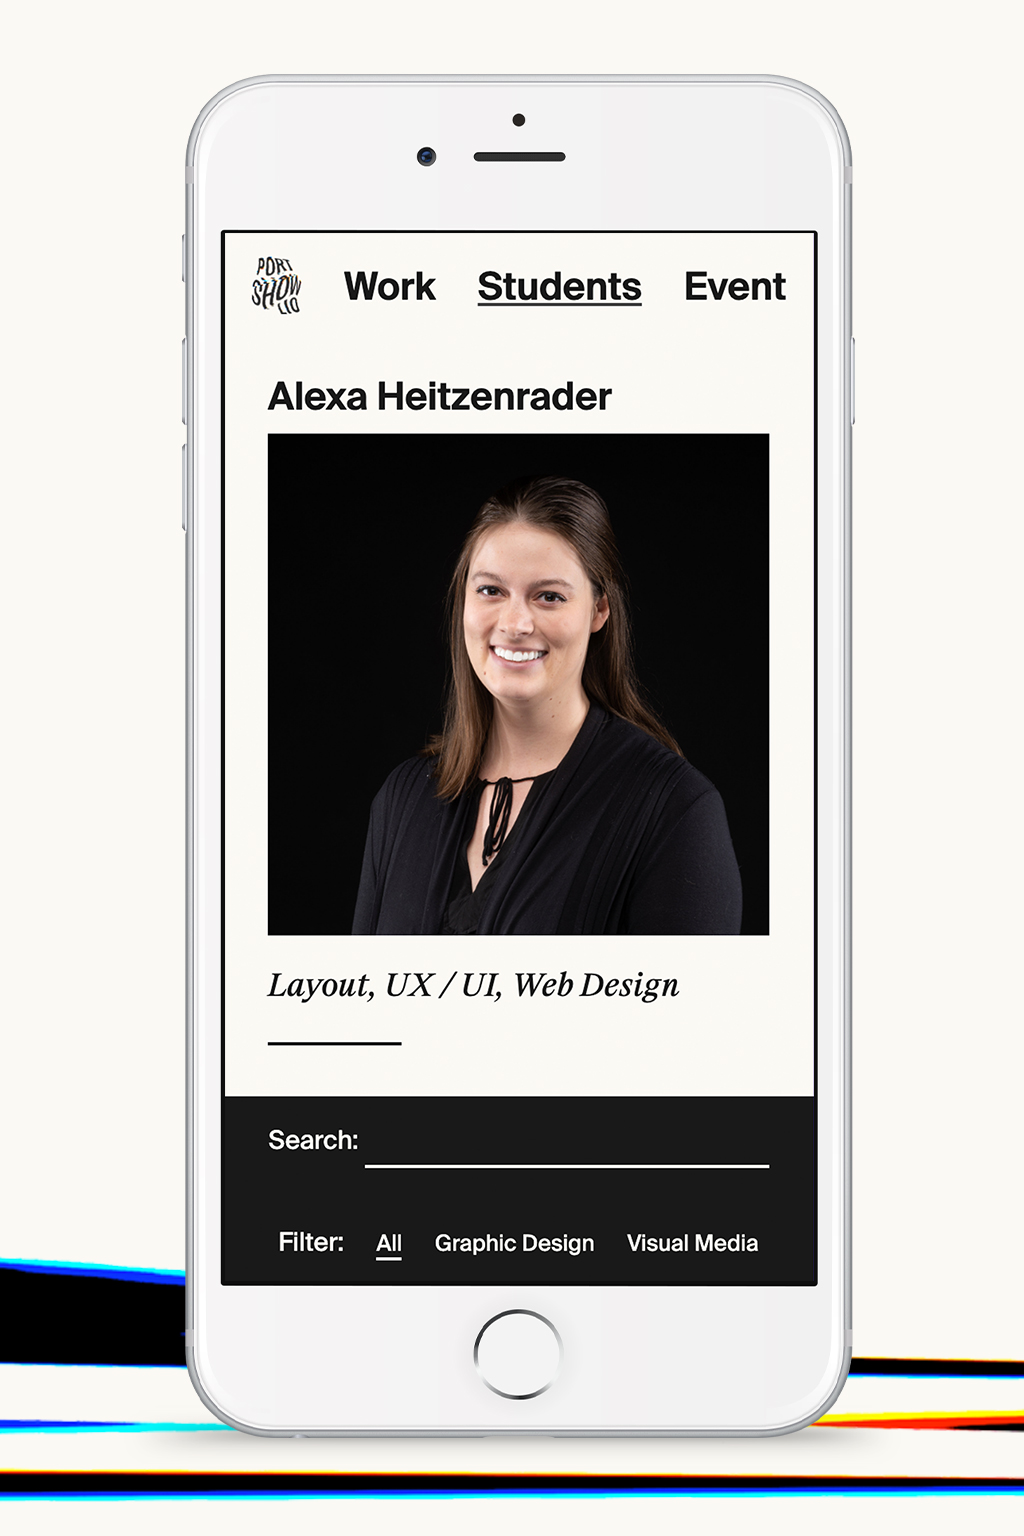 PORT
SHOW
LIO
Work Students Event
Alexa Heitzenrader
Layout, UX / UI, Web Design
Search:
Filter: All Graphic Design Visual Media